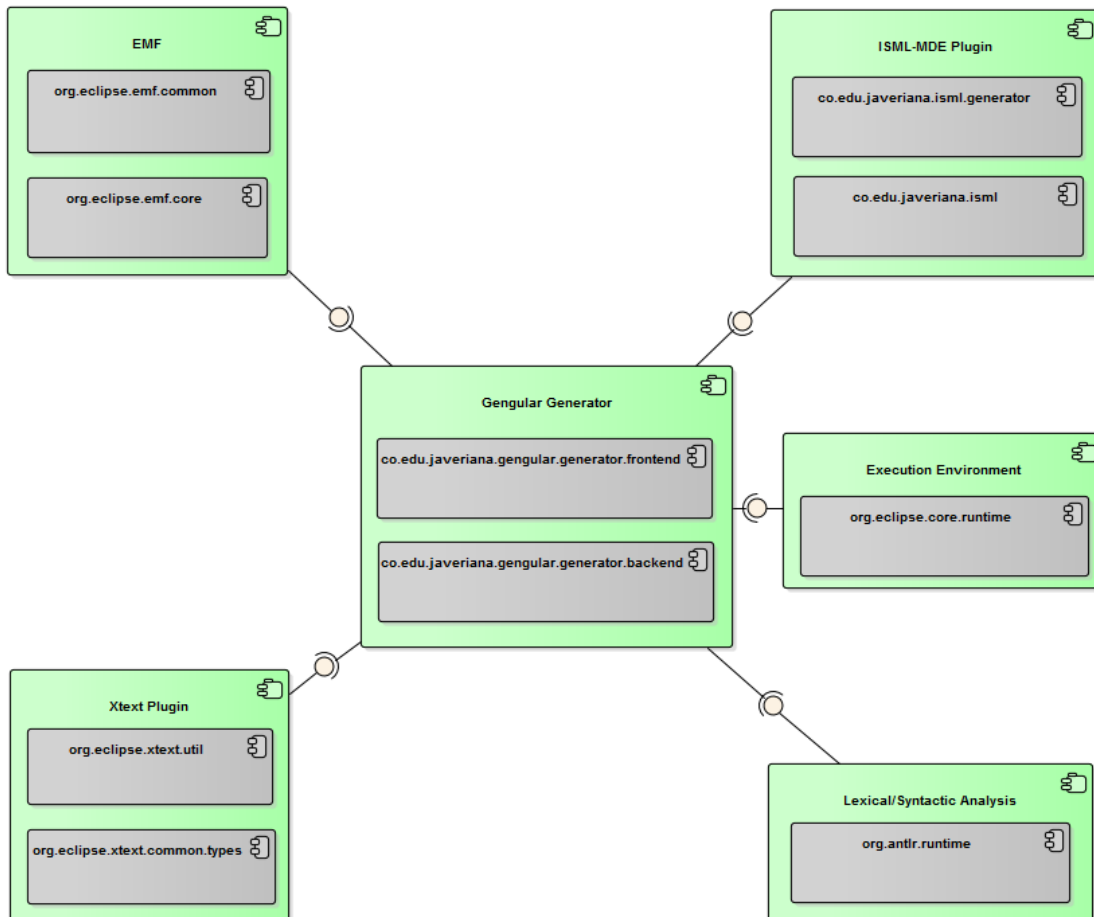 EMF
org.eclipse.emf.common
org.eclipse.emf.core
ISML-MDE Plugin
co.edu.javeriana.isml.generator
co.edu.javeriana.isml
Gengular Generator
co.edu.javeriana.gengular.generator.frontend
co.edu.javeriana.gengular.generator.backend
Execution Environment
org.eclipse.core.runtime
Xtext Plugin
org.eclipse.xtext.util
org.eclipse.xtext.common.types
Lexical/Syntactic Analysis
org.antlr.runtime